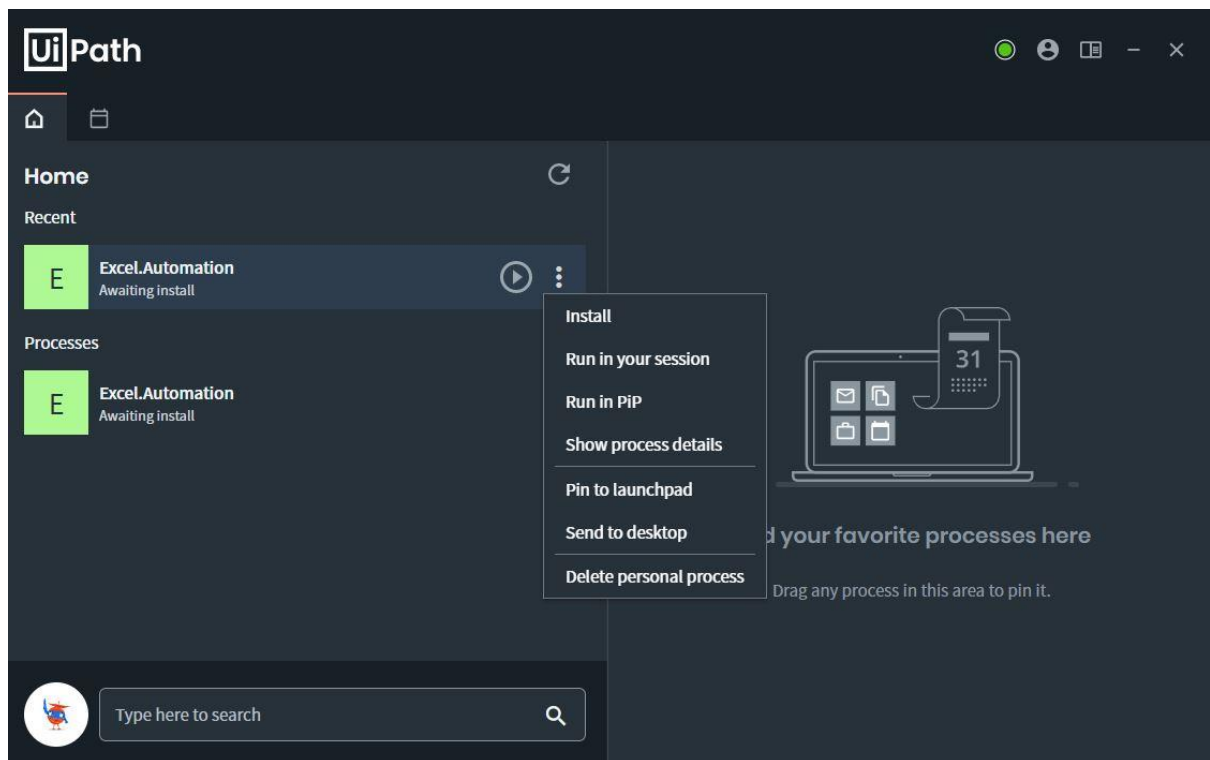 UiPath
Home
Recent
E
Excel.Automation
Awaiting install
Processes
E
Excel.Automation
Awaiting install
Install
Run in your session
Run in PiP
Show process details
Pin to launchpad
Send to desktop
Delete personal process
31
your favorite processes here
Drag any process in this area to pin it.
Type here to search